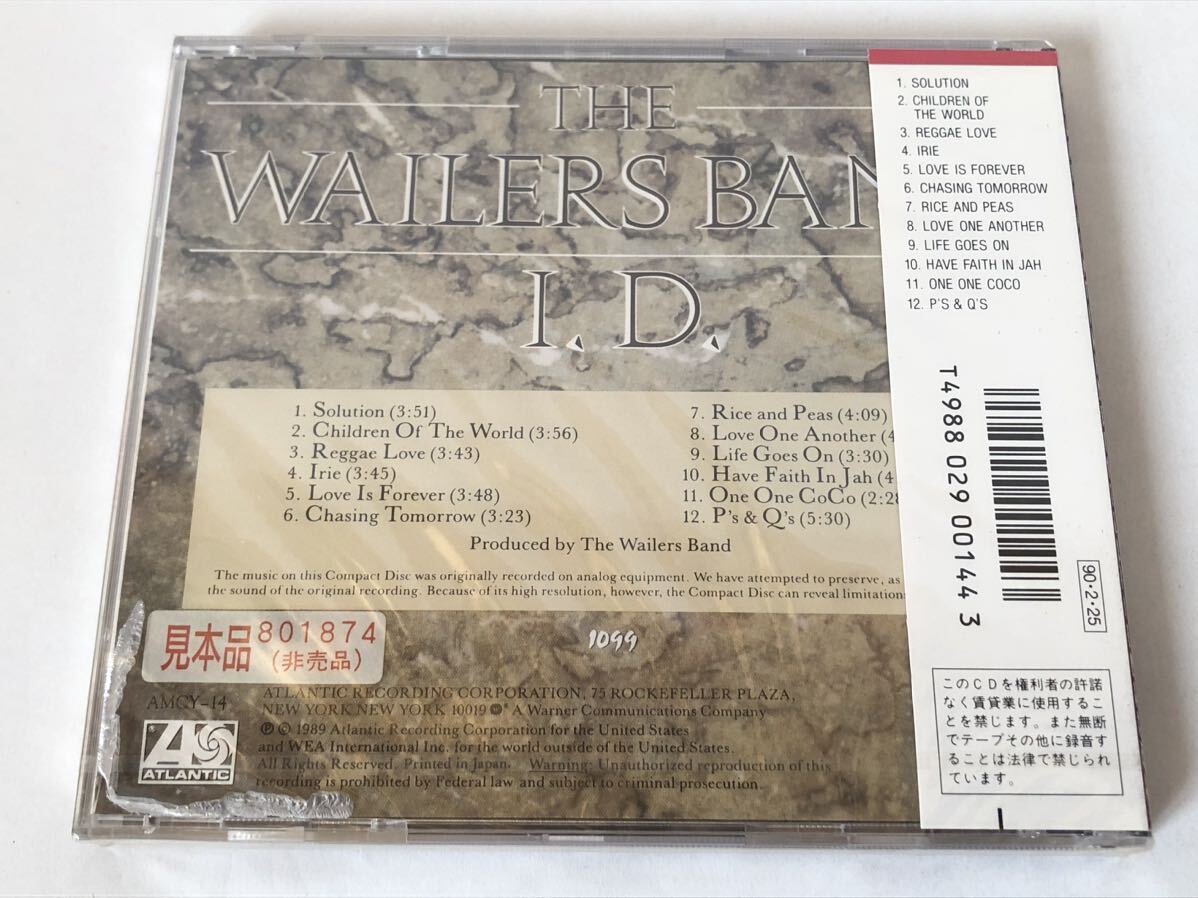 THE
WAILERS BAN
I. D.
1. Solution (3:51)
2. Children Of The World (3:56)
3. Reggae Love (3:43)
4. Irie (3:45)
5. Love Is Forever (3:48)
6. Chasing Tomorrow (3:23)
7. Rice and Peas (4:09)
8. Love One Another (4
9. Life Goes On (3:30)
10. Have Faith In Jah (4
11. One One CoCo (2:28
12. P's & Q's (5:30)
Produced by The Wailers Band
The music on this Compact Disc was originally recorded on analog equipment. We have attempted to preserve, as
the sound of the original recording. Because of its high resolution, however, the Compact Disc can reveal limitations
見本品 801874
(非売品)
1099
AMCY-14
ATLANTIC
ATLANTIC RECORDING CORPORATION, 75 ROCKEFELLER PLAZA,
NEW YORK NEW YORK 10019 A Warner Communications Company
℗ © 1989 Atlantic Recording Corporation for the United States
and WEA International Inc. for the world outside of the United States.
All Rights Reserved. Printed in Japan. Warning: Unauthorized reproduction of this
recording is prohibited by Federal law and subject to criminal prosecution.
1. SOLUTION
2. CHILDREN OF
THE WORLD
3. REGGAE LOVE
4. IRIE
5. LOVE IS FOREVER
6. CHASING TOMORROW
7. RICE AND PEAS
8. LOVE ONE ANOTHER
9. LIFE GOES ON
10. HAVE FAITH IN JAH
11. ONE ONE COCO
12. P'S & Q'S
T4988 029 00144 3
90・2・25
このCDを権利者の許諾
なく賃貸業に使用するこ
とを禁じます。また無断
でテープその他に録音す
ることは法律で禁じられ
ています。